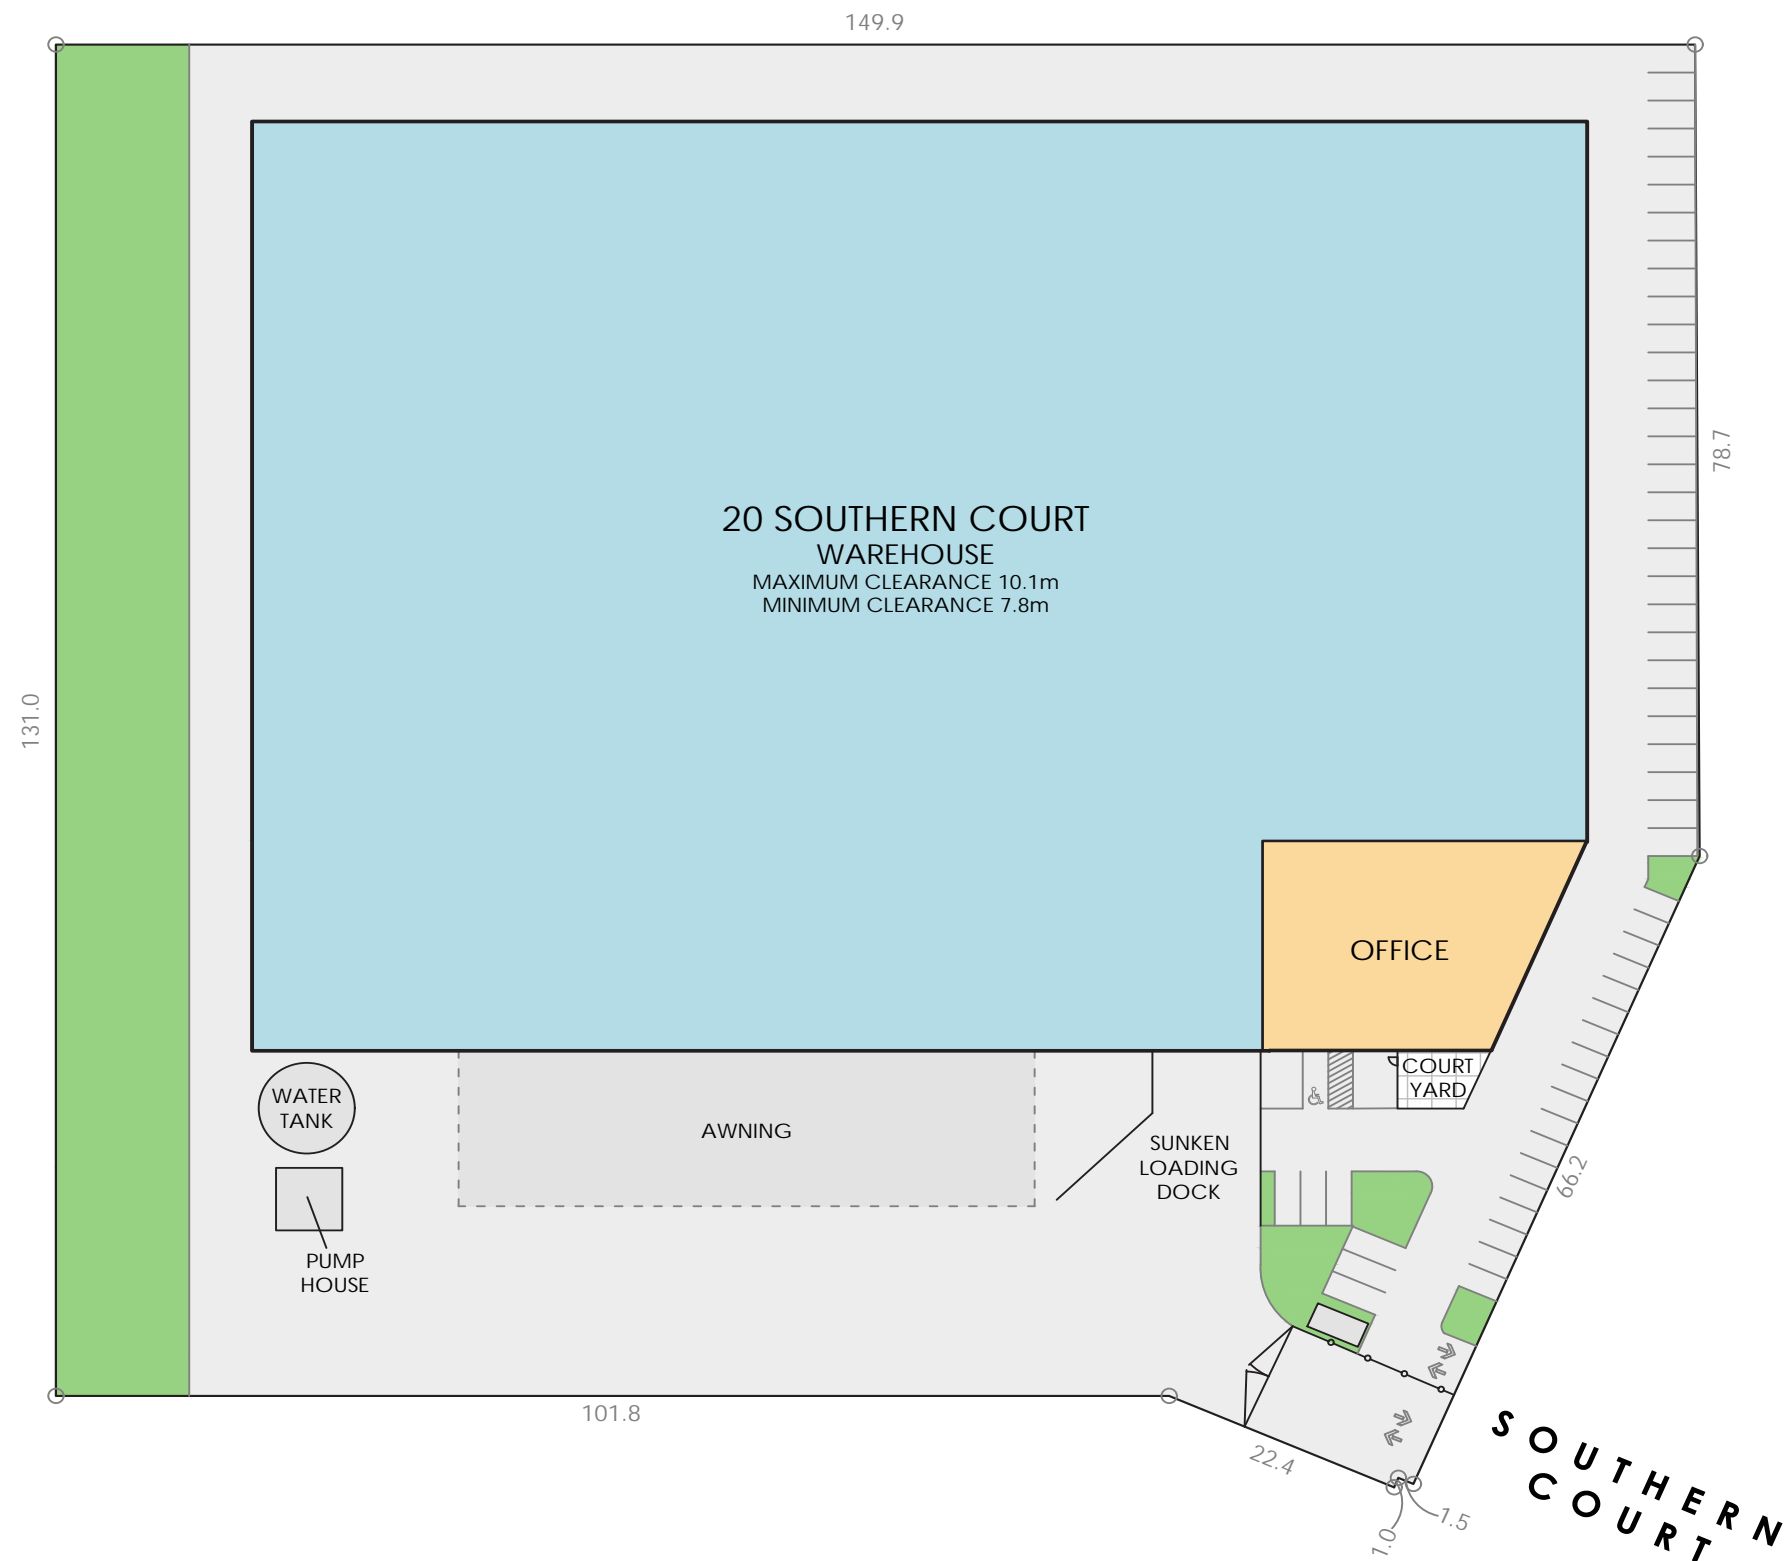 149.9
78.7
20 SOUTHERN COURT
WAREHOUSE
MAXIMUM CLEARANCE 10.1m
MINIMUM CLEARANCE 7.8m
131.0
OFFICE
COURT
YARD
WATER
TANK
AWNING
SUNKEN
LOADING
DOCK
66.2
PUMP
HOUSE
101.8
22.4
1.0
1.5
SOUTHERN
COURT